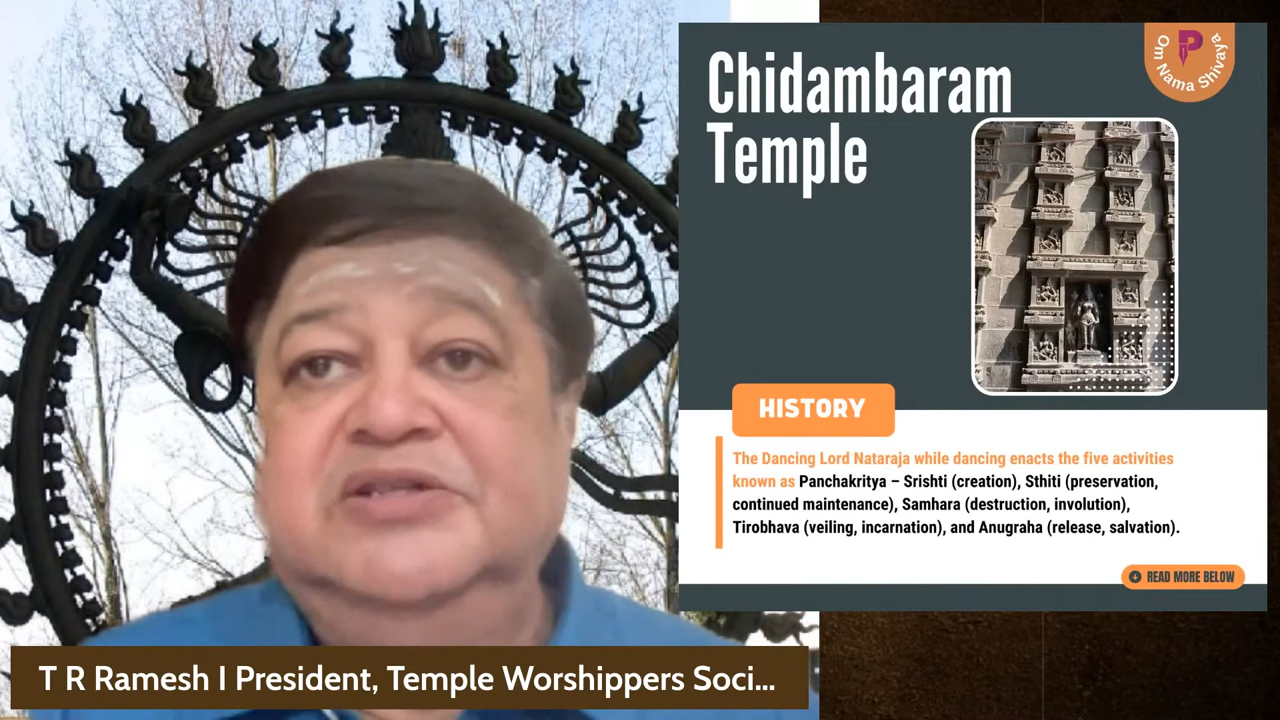 Chidambaram
Temple
Om Nama Shivaya
P
HISTORY
The Dancing Lord Nataraja while dancing enacts the five activities
known as Panchakritya – Srishti (creation), Sthiti (preservation,
continued maintenance), Samhara (destruction, involution),
Tirobhava (veiling, incarnation), and Anugraha (release, salvation).
READ MORE BELOW
T R Ramesh I President, Temple Worshippers Soci...